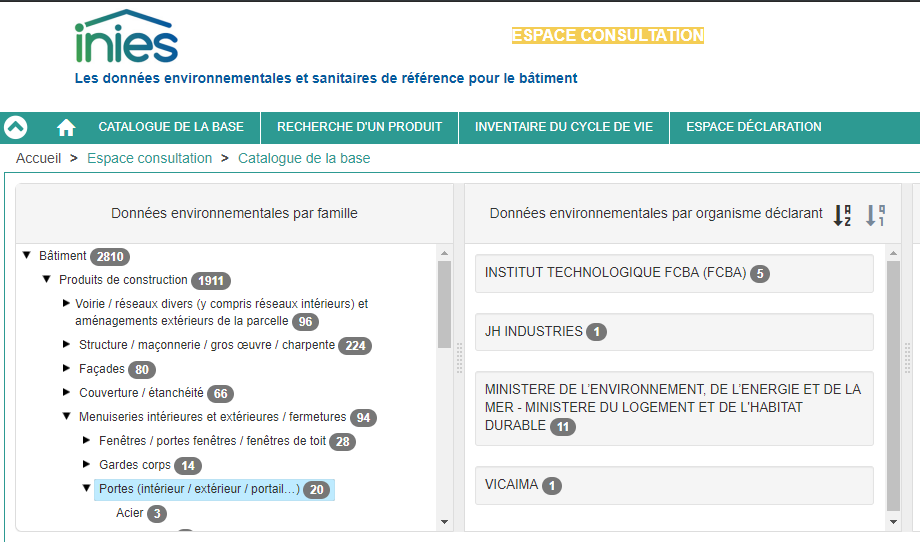 inies
ESPACE CONSULTATION
Les données environnementales et sanitaires de référence pour le bâtiment
CATALOGUE DE LA BASE
RECHERCHE D'UN PRODUIT
INVENTAIRE DU CYCLE DE VIE
ESPACE DÉCLARATION
Accueil > Espace consultation > Catalogue de la base
Données environnementales par famille
Bâtiment 2810
Produits de construction 1911
Voirie / réseaux divers (y compris réseaux intérieurs) et
aménagements extérieurs de la parcelle 96
Structure / maçonnerie / gros œuvre / charpente 224
Façades 80
Couverture / étanchéité 66
Menuiseries intérieures et extérieures / fermetures 94
Fenêtres / portes fenêtres / fenêtres de toit 28
Gardes corps 14
Portes (intérieur / extérieur / portail...) 20
Acier 3
Données environnementales par organisme déclarant
A
Z
9
1
INSTITUT TECHNOLOGIQUE FCBA (FCBA) 5
JH INDUSTRIES 1
MINISTERE DE L'ENVIRONNEMENT, DE L'ENERGIE ET DE LA
MER - MINISTERE DU LOGEMENT ET DE L'HABITAT
DURABLE 11
VICAIMA 1